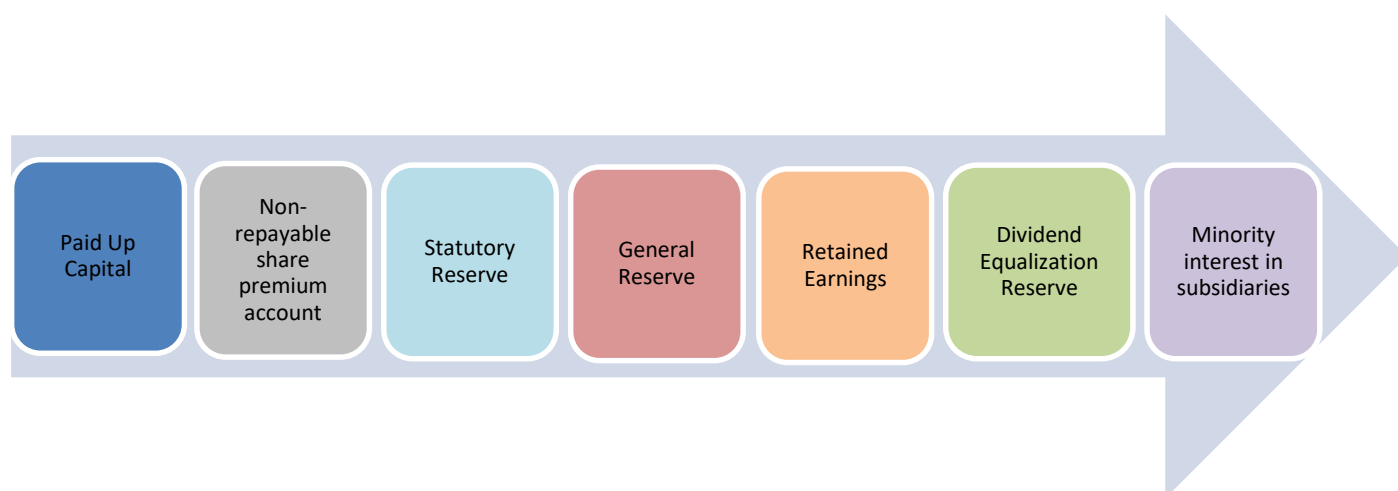 Paid Up
Capital
Non-
repayable
share
premium
account
Statutory
Reserve
General
Reserve
Retained
Earnings
Dividend
Equalization
Reserve
Minority
interest in
subsidiaries